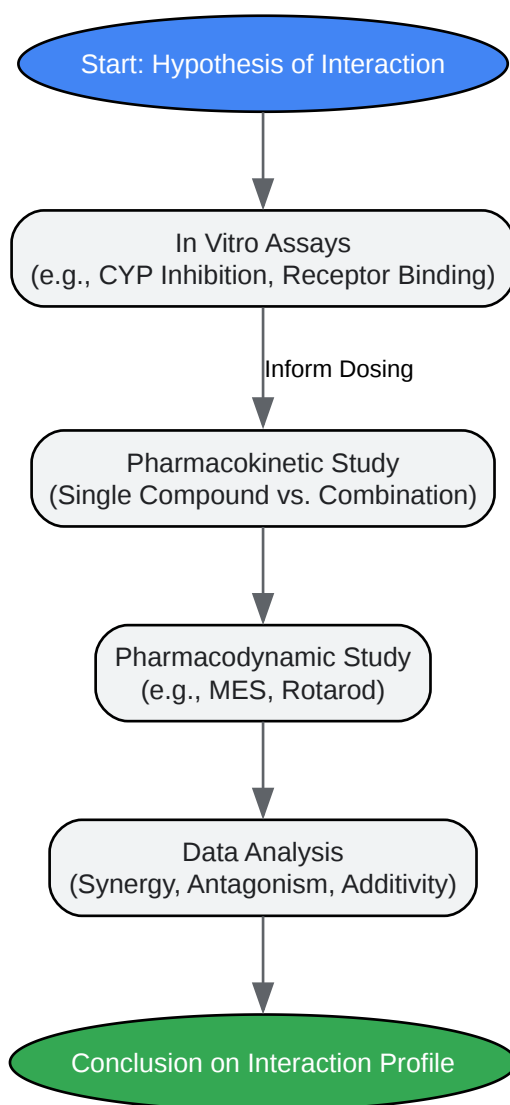 Start: Hypothesis of Interaction
In Vitro Assays
(e.g., CYP Inhibition, Receptor Binding)
Inform Dosing
Pharmacokinetic Study
(Single Compound vs. Combination)
Pharmacodynamic Study
(e.g., MES, Rotarod)
Data Analysis
(Synergy, Antagonism, Additivity)
Conclusion on Interaction Profile